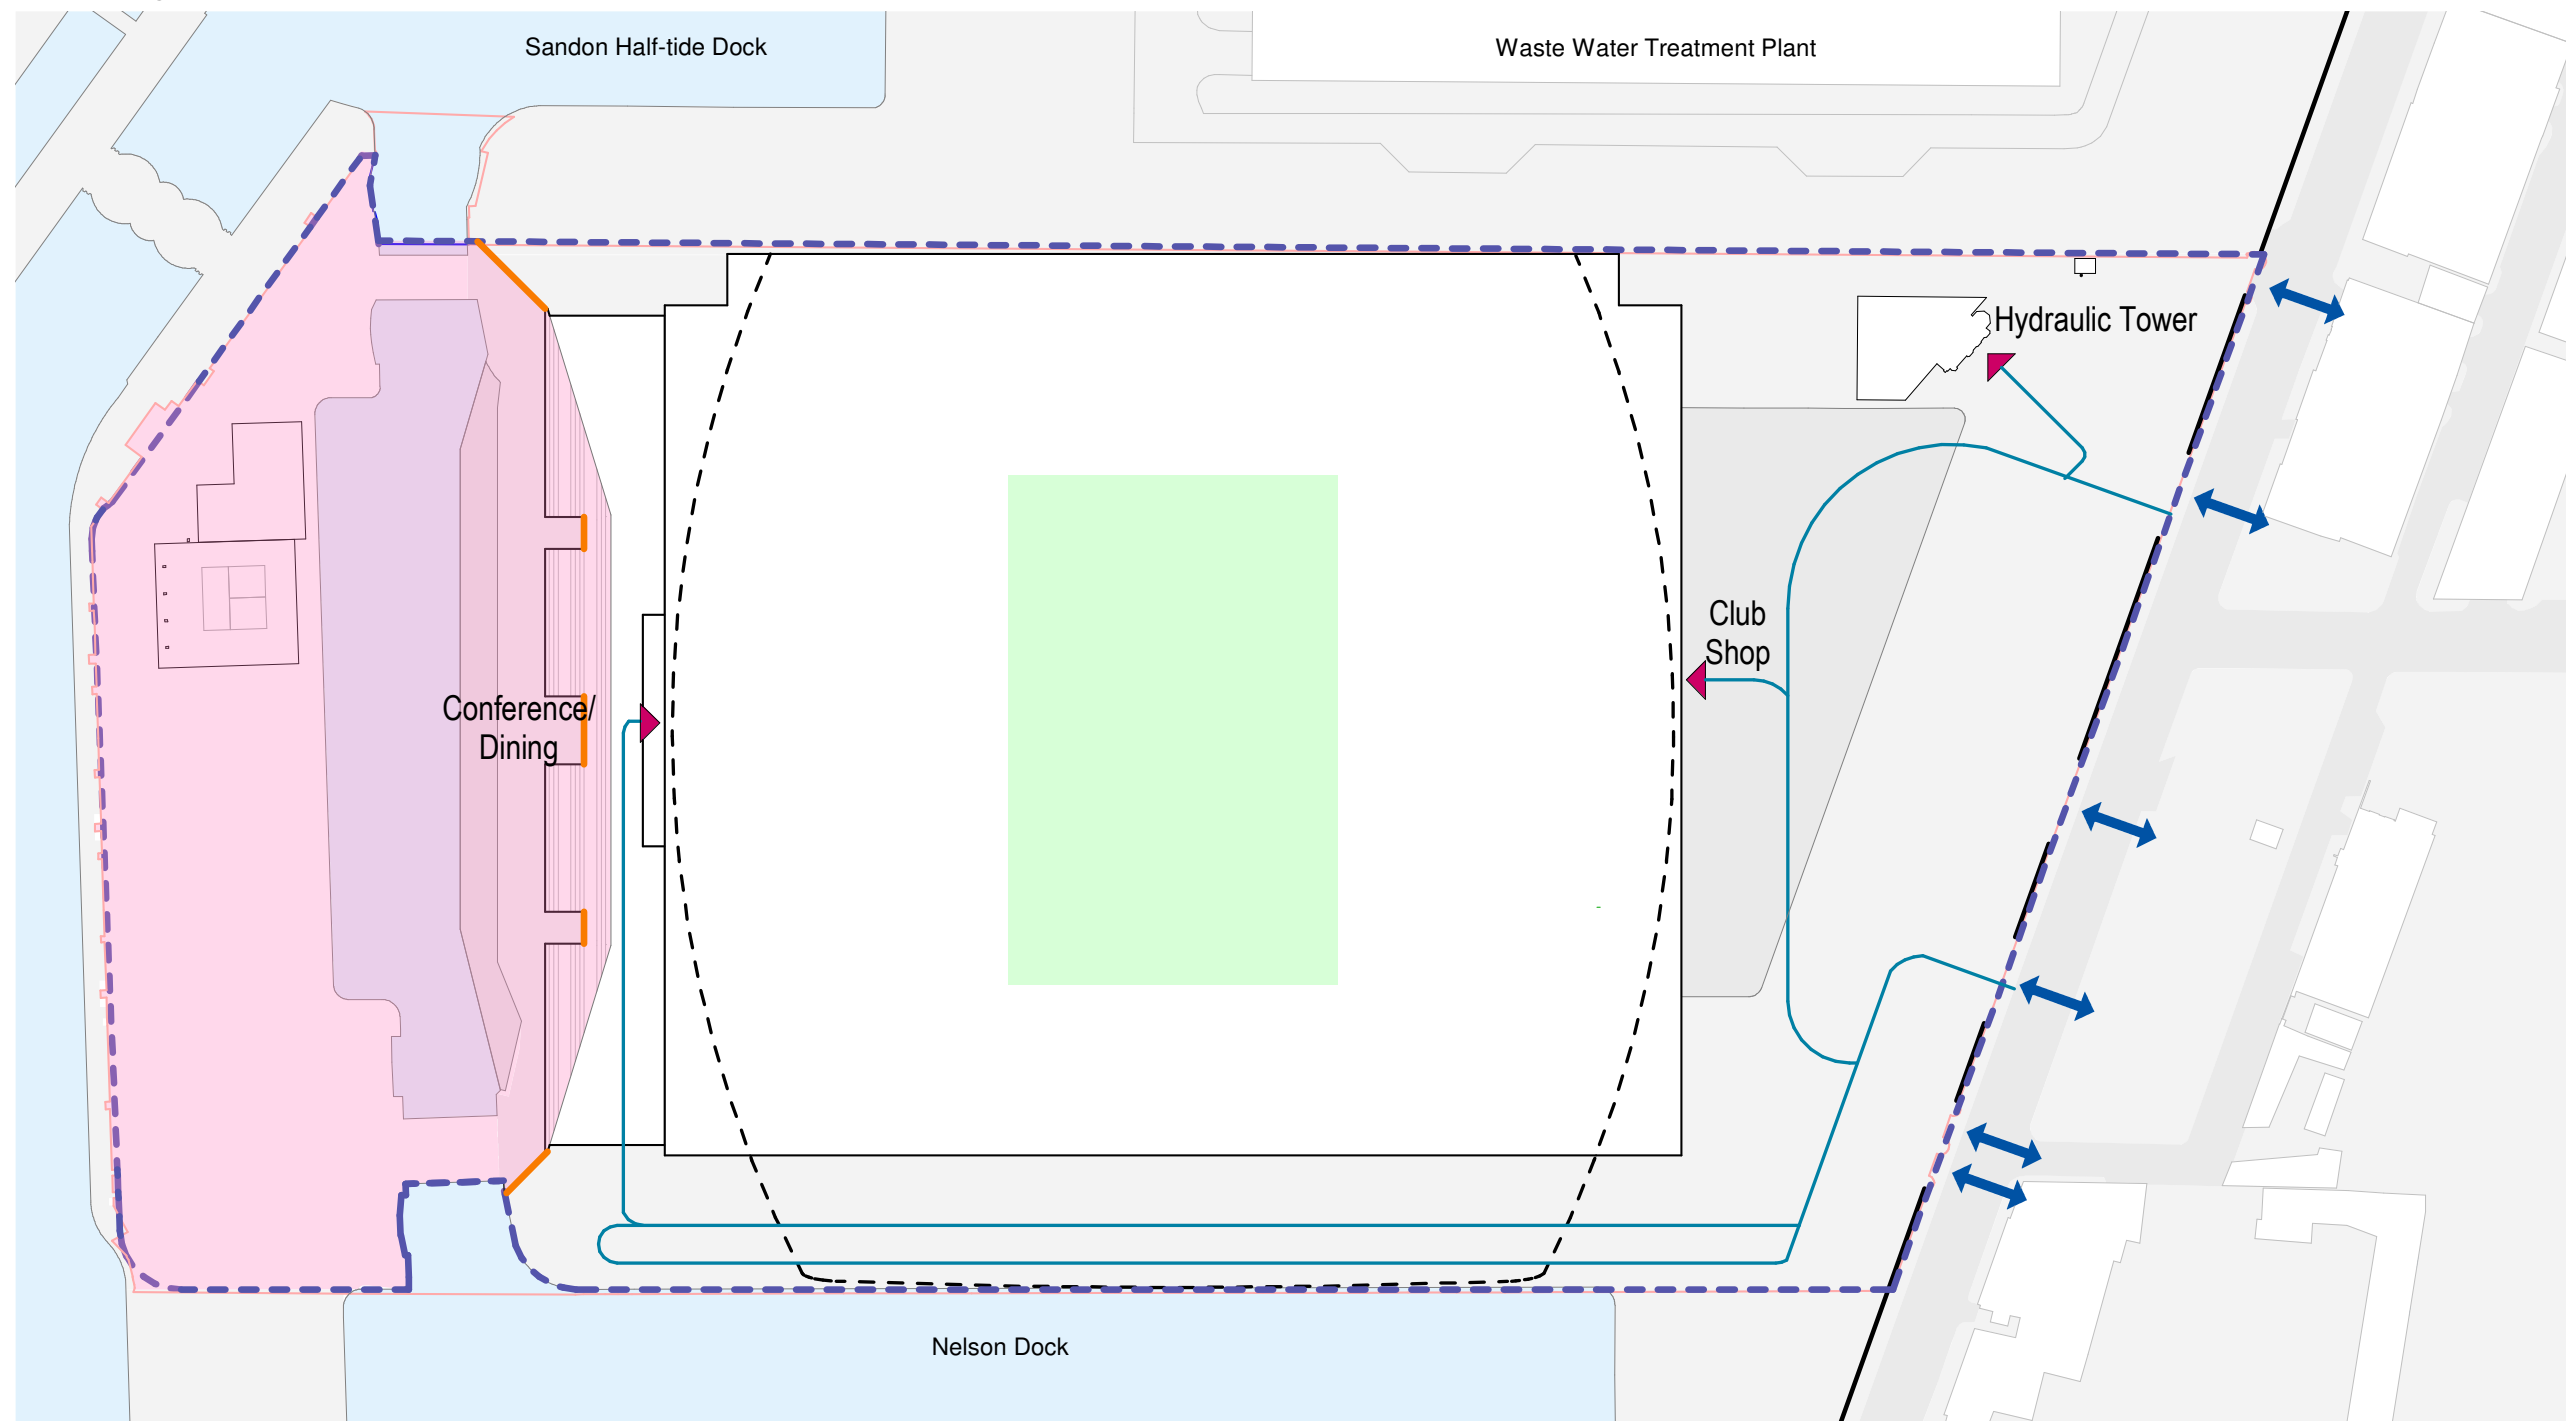 Sandon Half-tide Dock
Waste Water Treatment Plant
Hydraulic Tower
Club
Shop
Conference/
Dining
Nelson Dock